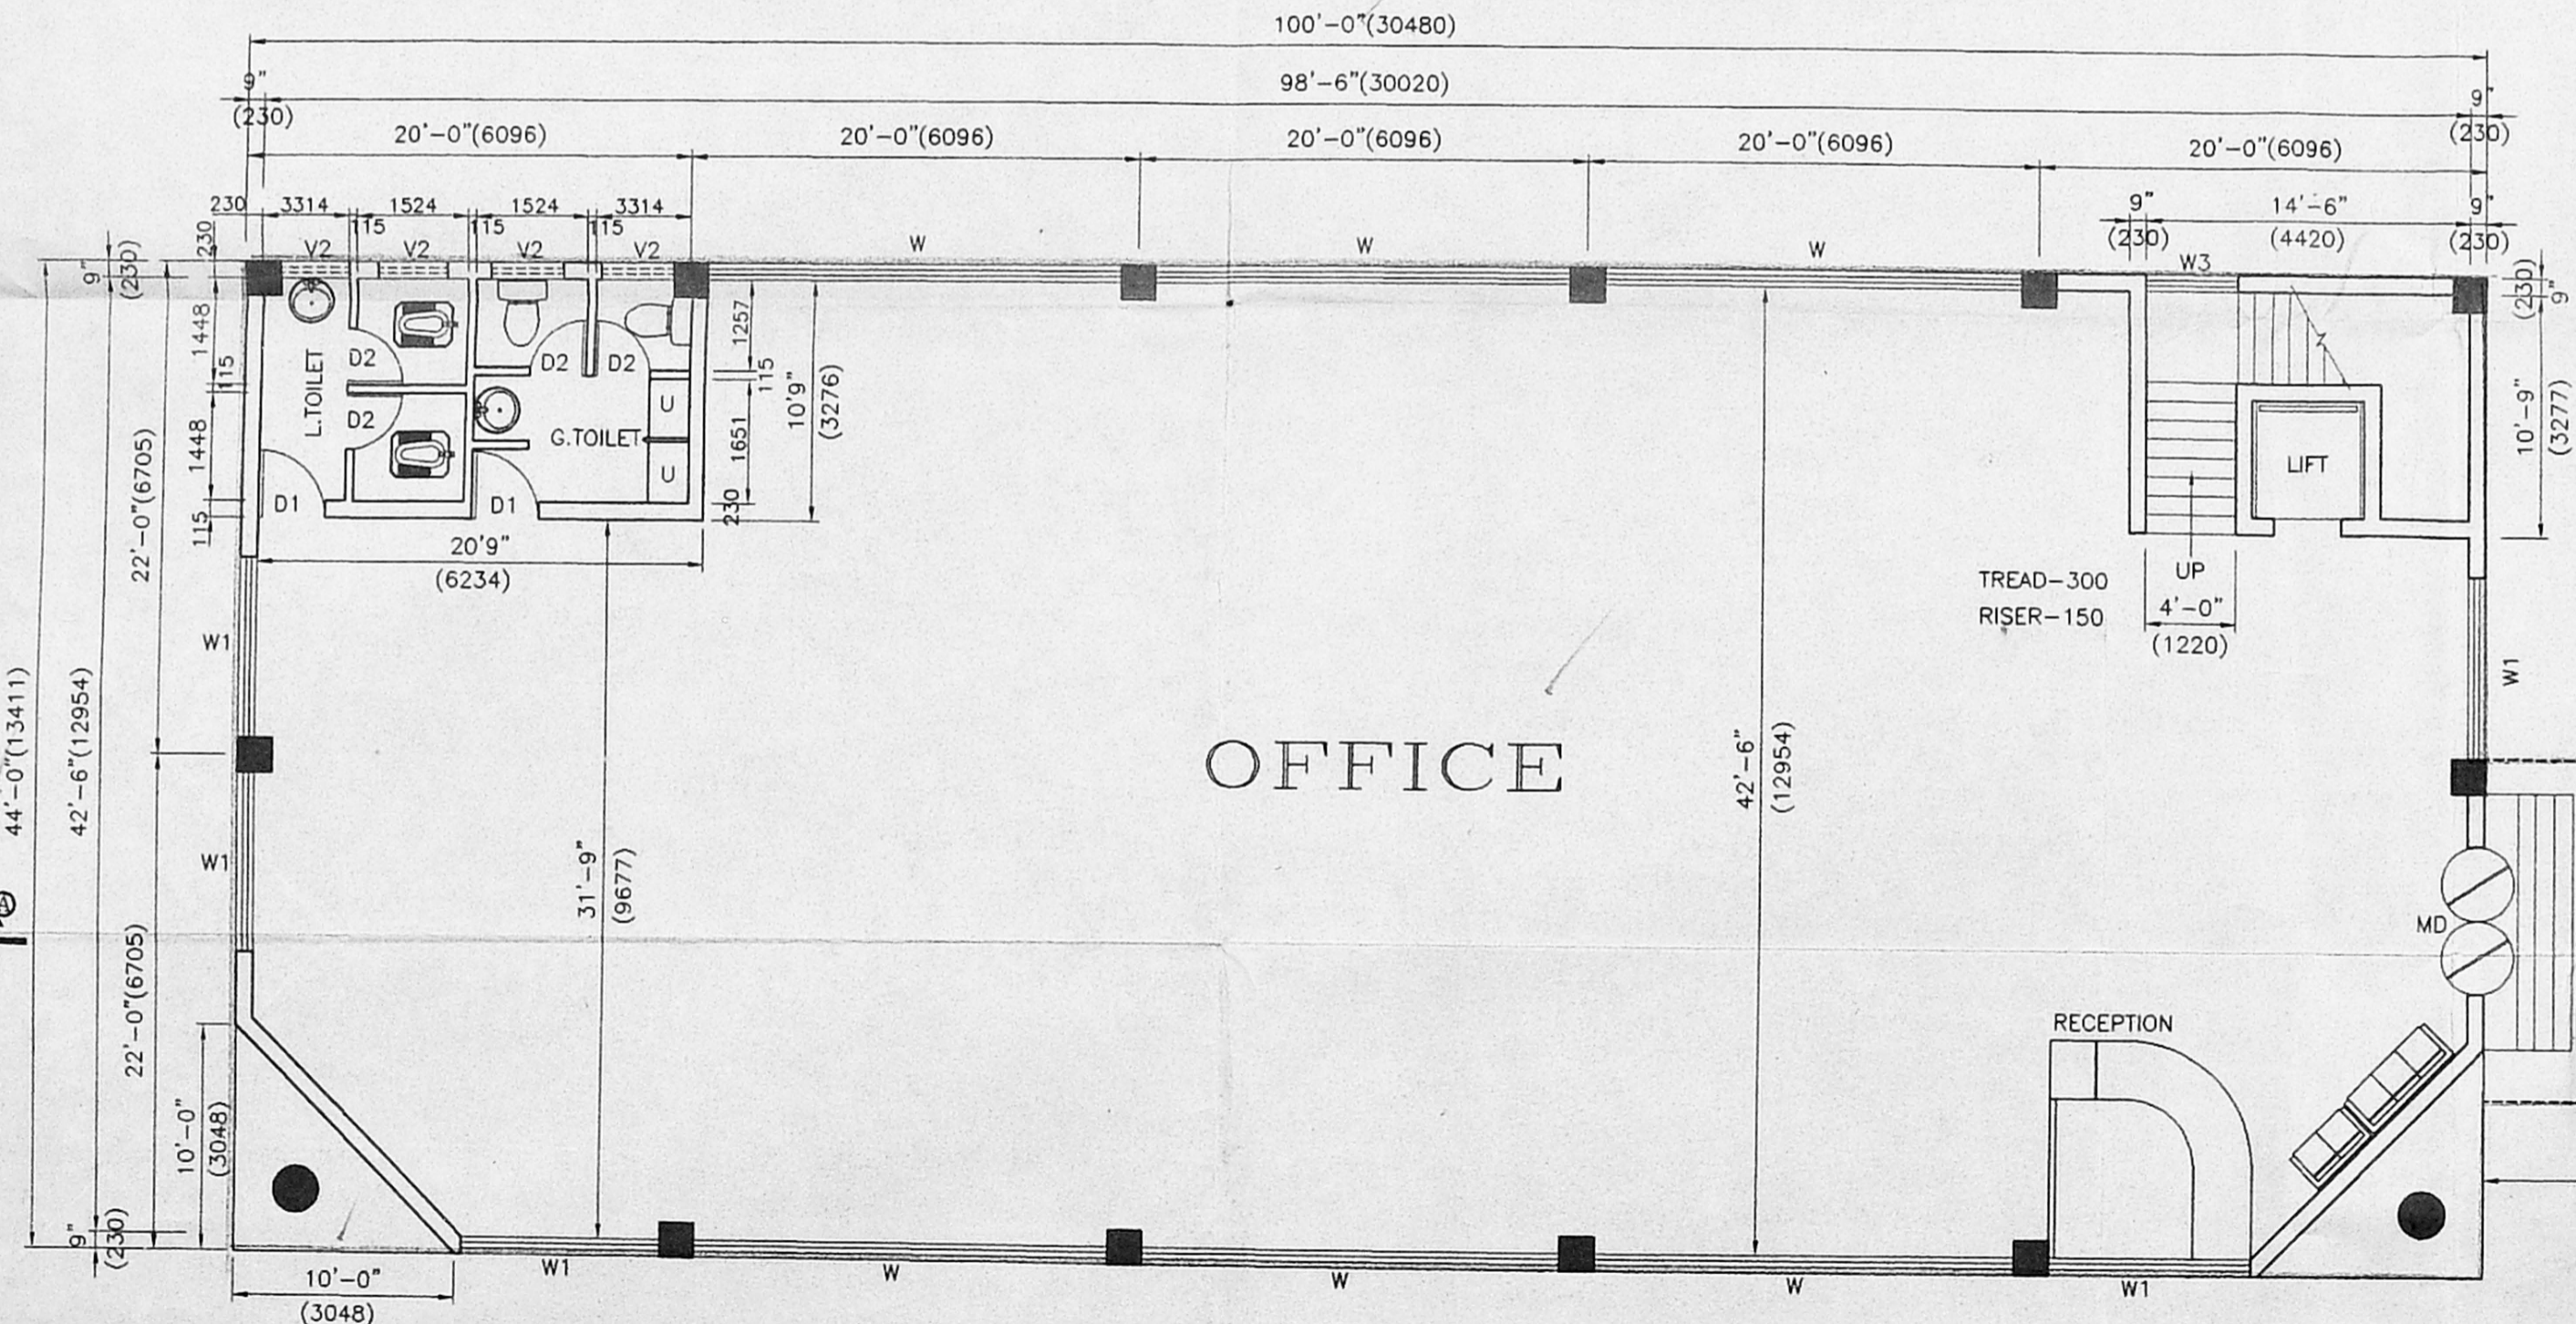 100'-0"(30480)
9"
98'-6"(30020)
9"
(230)
20'-0"(6096)
20'-0"(6096)
20'-0"(6096)
20'-0"(6096)
20'-0"(6096)
(230)
230
3314
1524
1524
3314
9"
14'-6"
9"
115
115
115
(230)
(4420)
(230)
230
V2
V2
V2
V2
W
W
W
W3
9"
(230)
(230)
9"
1448
115
1448
115
L.TOILET
D2
D2
D2
D2
G.TOILET
U
U
D1
D1
1257
115
1651
230
10'9"
(3276)
LIFT
10'-9"
(3277)
20'9"
(6234)
TREAD-300
RISER-150
UP
4'-0"
(1220)
22'-0"(6705)
W1
W1
44'-0"(13411)
42'-6"(12954)
OFFICE
42'-6"
(12954)
31'-9"
(9677)
W1
MD
22'-0"(6705)
RECEPTION
10'-0"
(3048)
9"
(230)
10'-0"
(3048)
W1
W
W
W
W1